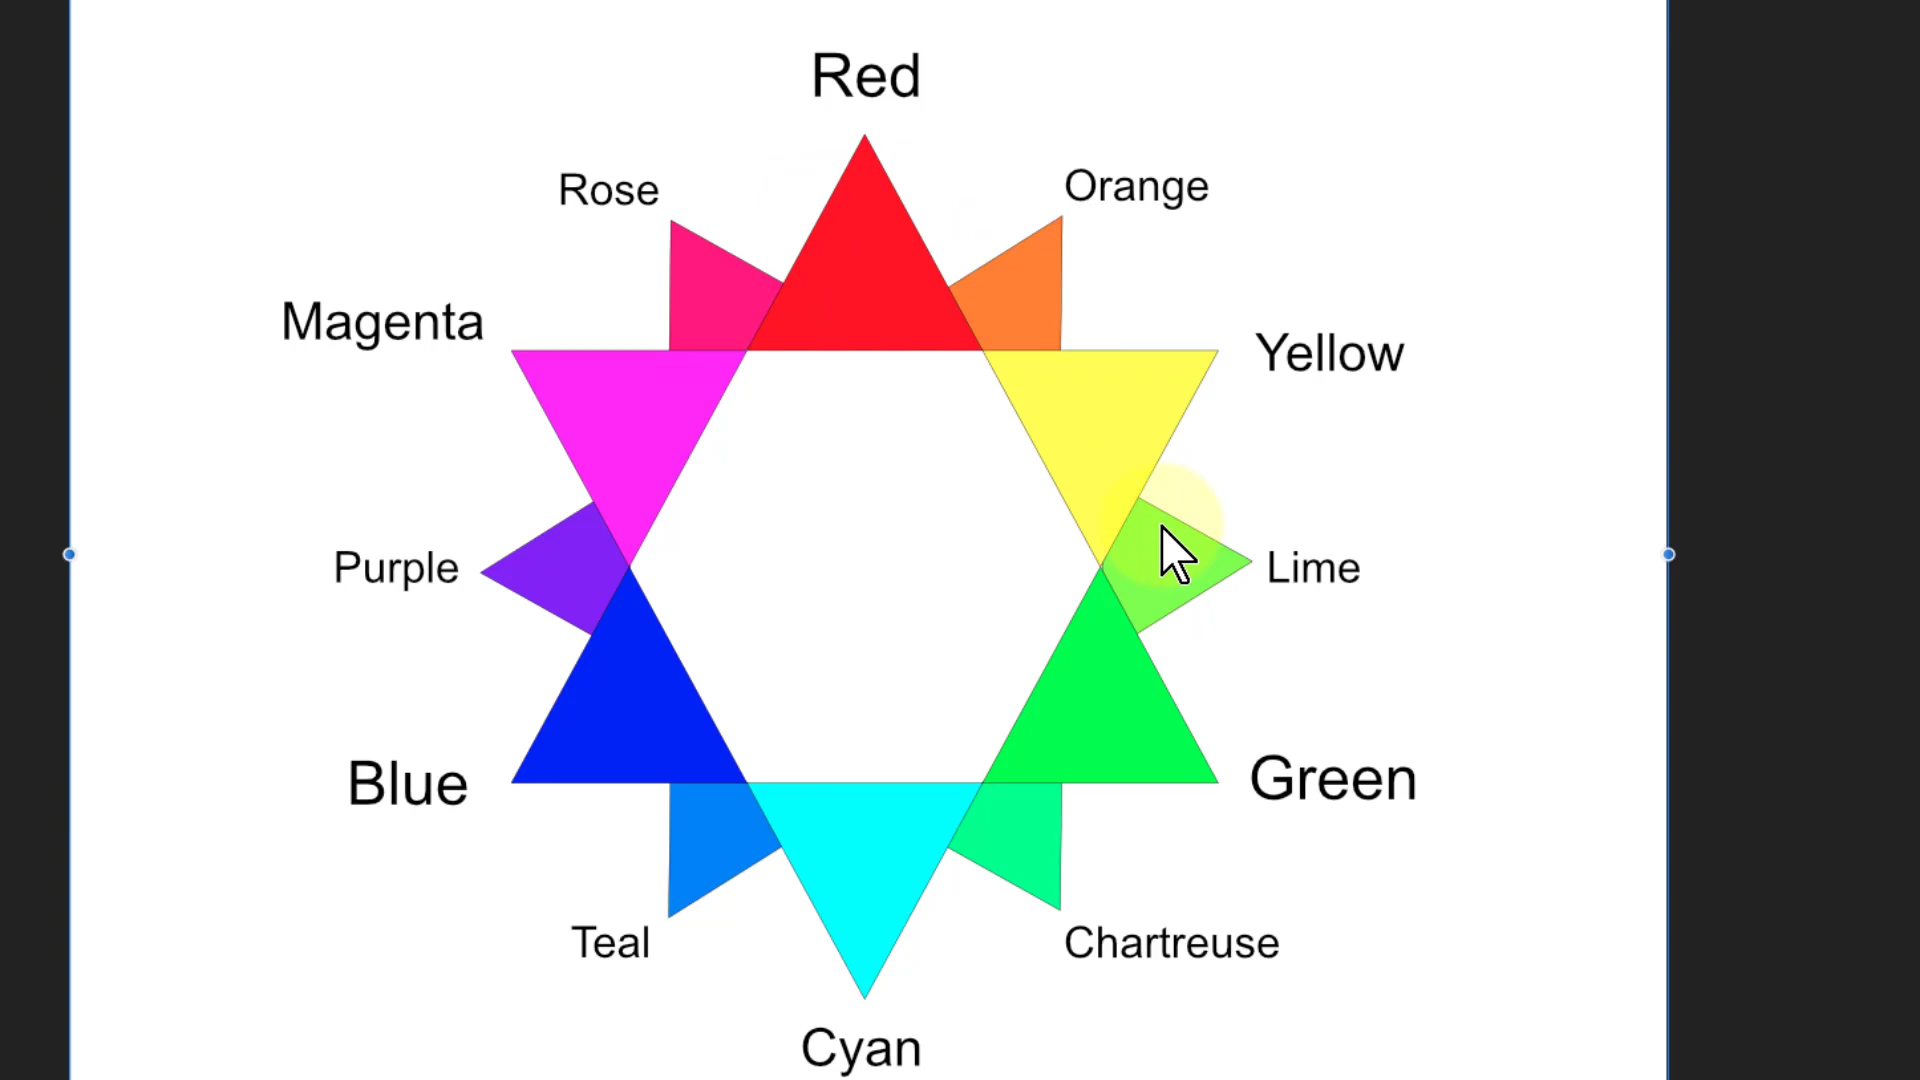 Red
Rose
Orange
Magenta
Yellow
Purple
Lime
Blue
Green
Teal
Chartreuse
Cyan